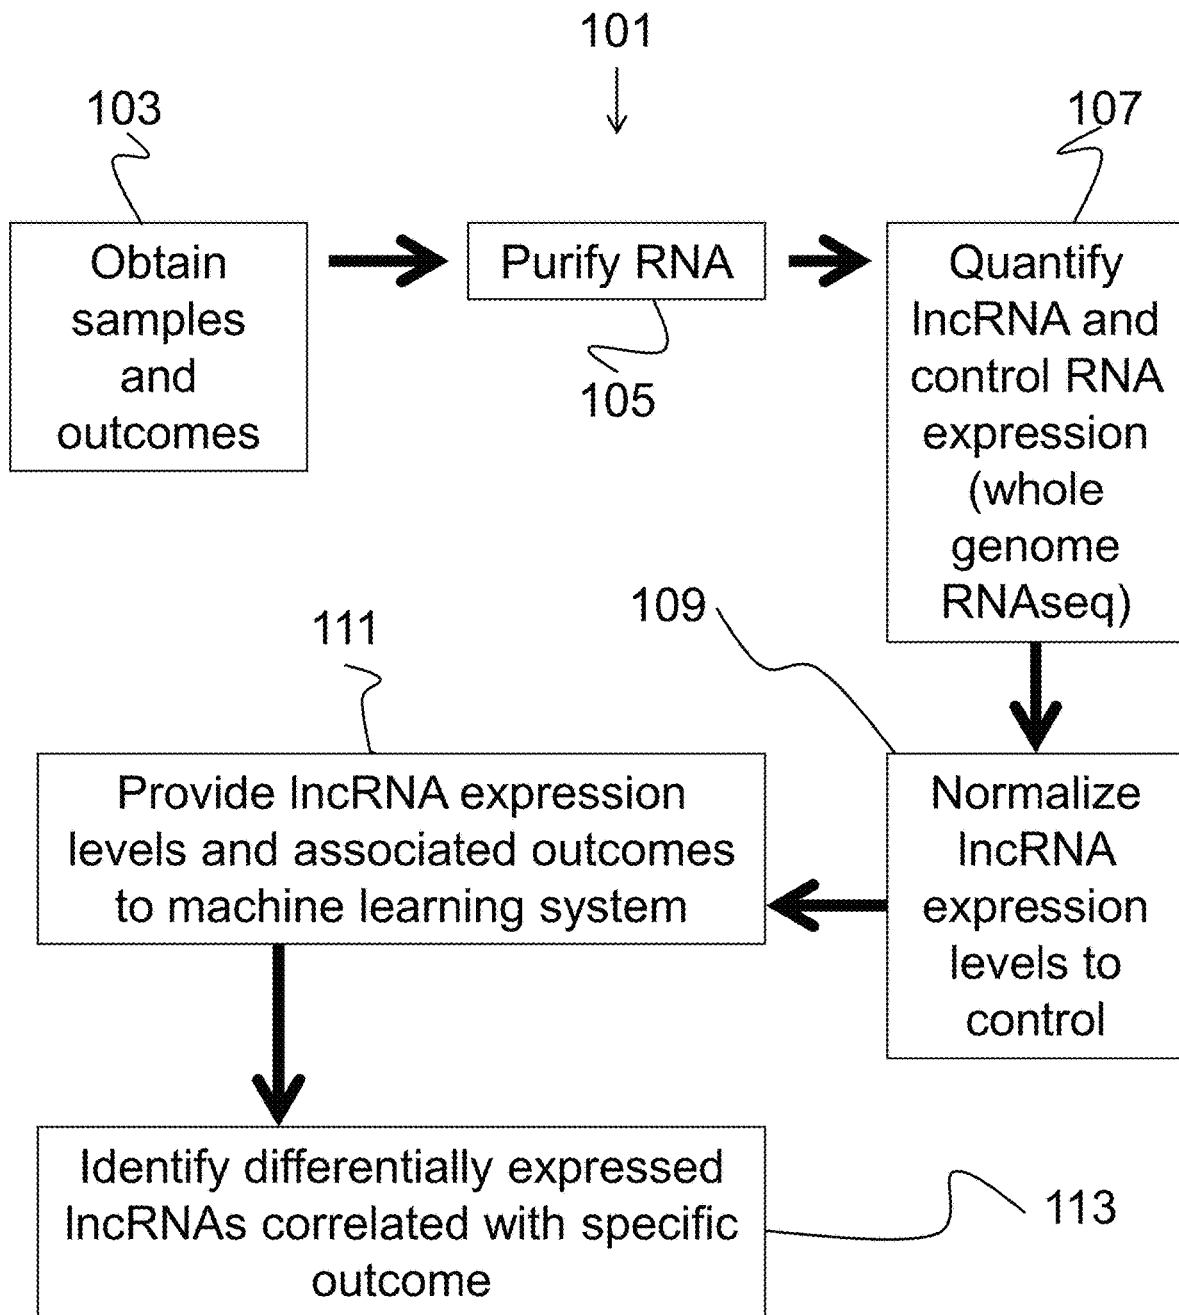 101
103
Obtain
samples
and
outcomes
Purify RNA
105
107
Quantify
lncRNA and
control RNA
expression
(whole
genome
RNAseq)
109
Normalize
lncRNA
expression
levels to
control
111
Provide lncRNA expression
levels and associated outcomes
to machine learning system
Identify differentially expressed
lncRNAs correlated with specific
outcome
113